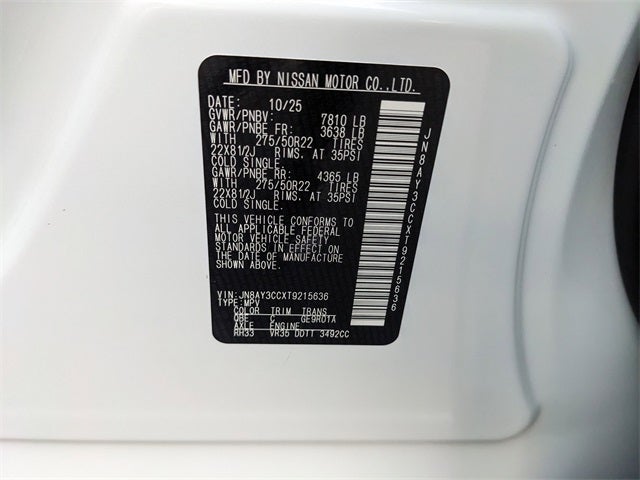 MFD BY NISSAN MOTOR CO.,LTD.
DATE: 10/25
GVWR/PNBV: 7810 LB
GAWR/PNBE FR: 3638 LB
WITH 275/50R22 TIRES
22X81/2J RIMS. AT 35PSI
COLD SINGLE.
GAWR/PNBE RR: 4365 LB
WITH 275/50R22 TIRES
22X81/2J RIMS. AT 35PSI
COLD SINGLE.
THIS VEHICLE CONFORMS TO
ALL APPLICABLE FEDERAL
MOTOR VEHICLE SAFETY
STANDARDS IN EFFECT ON
THE DATE OF MANUFACTURE
SHOWN ABOVE.
VIN: JN8AY3CCXT9215636
TYPE: MPV
COLOR TRIM TRANS
QBE C GE9R01A
AXLE ENGINE
RH33 VR35 DDTT 3492CC
JN8AY3CCXT9215636